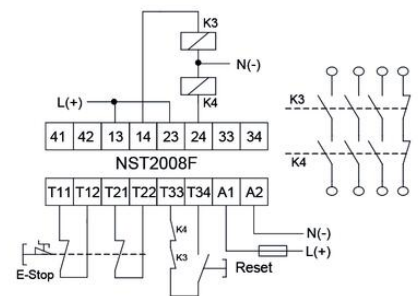 K3
N(-)
L(+)
K4
41 42 13 14 23 24 33 34
NST2008F
T11 T12 T21 T22 T33 T34 A1 A2
K3
K4
K4
K3
E-Stop
Reset
N(-)
L(+)